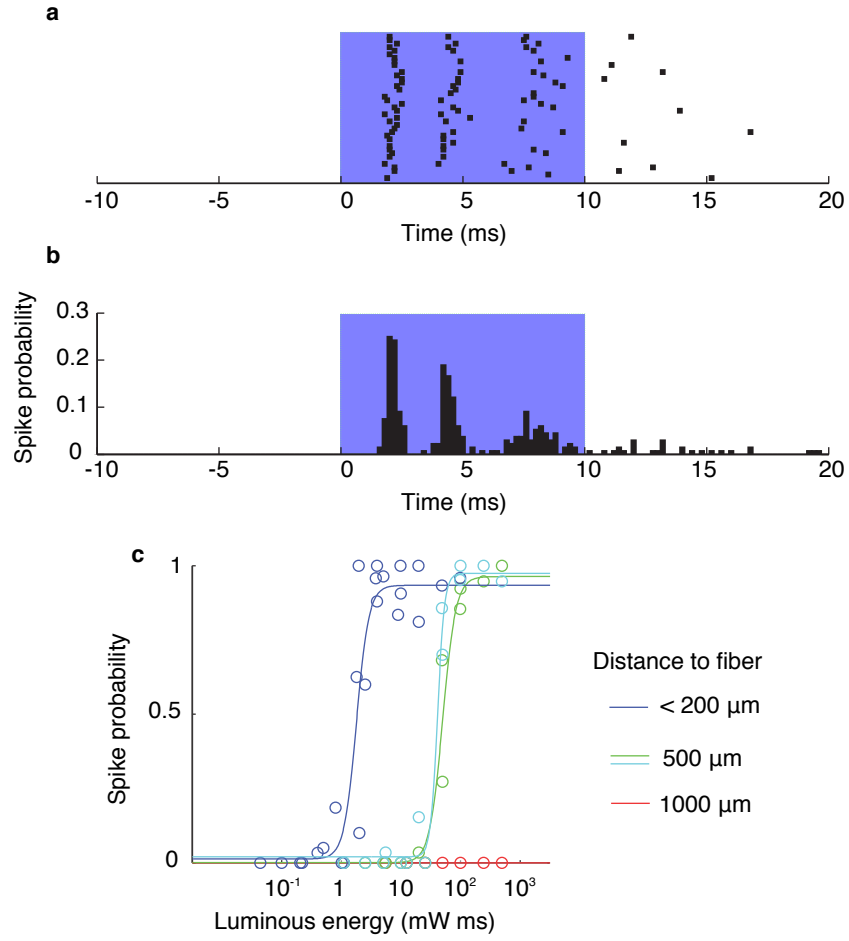 a
-10 -5 0 5 10 15 20
Time (ms)
b
0.3
0.2
0.1
0
Spike probability
-10 -5 0 5 10 15 20
Time (ms)
c
1
0.5
0
Spike probability
10⁻¹ 1 10 10² 10³
Luminous energy (mW ms)
Distance to fiber
< 200 µm
500 µm
1000 µm